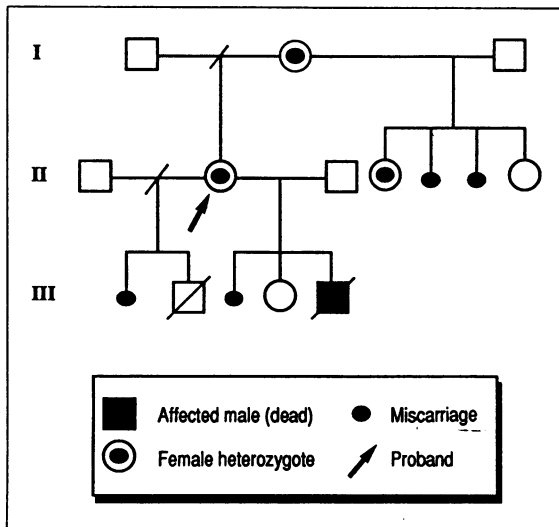 I
II
III
Affected male (dead)
Miscarriage
Female heterozygote
Proband